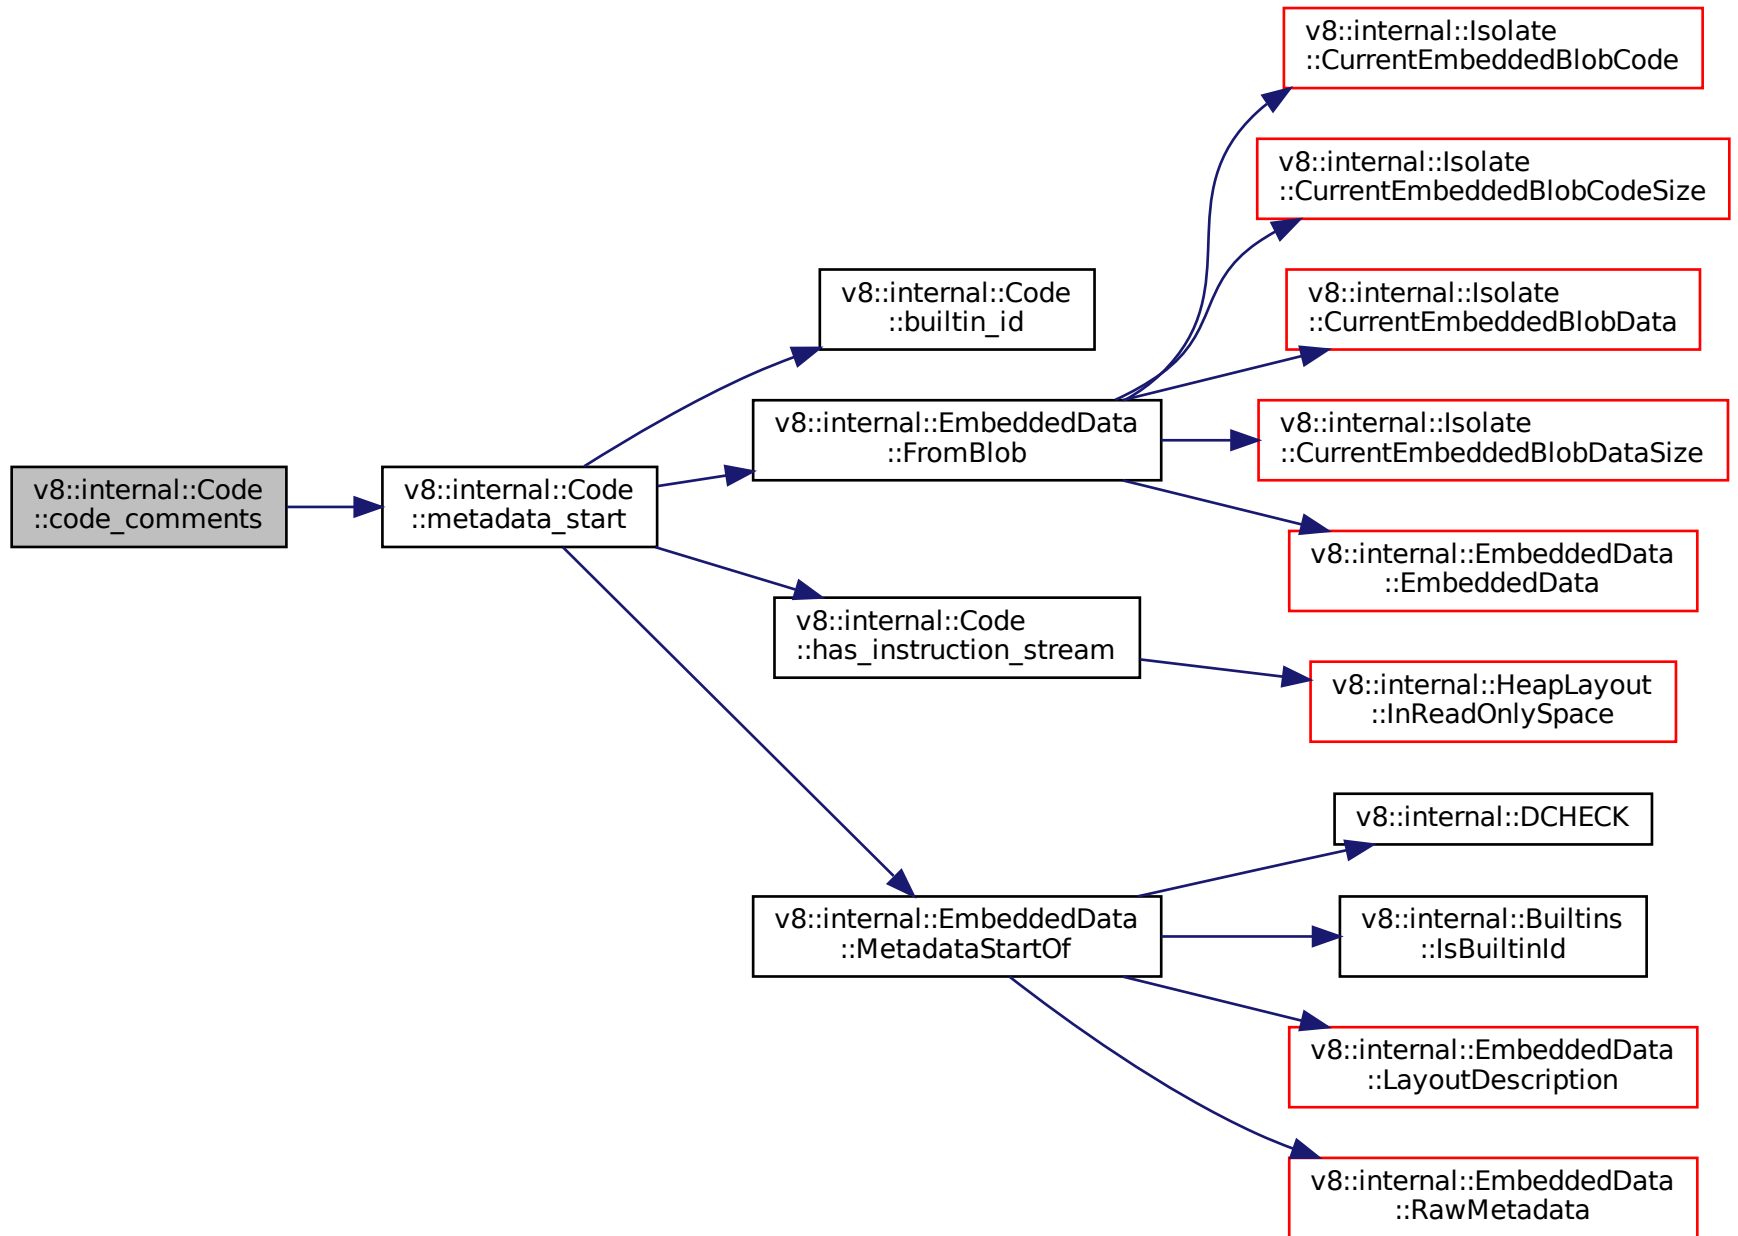 v8::internal::Code
::code_comments
v8::internal::Code
::metadata_start
v8::internal::Code
::builtin_id
v8::internal::EmbeddedData
::FromBlob
v8::internal::Code
::has_instruction_stream
v8::internal::EmbeddedData
::MetadataStartOf
v8::internal::Isolate
::CurrentEmbeddedBlobCode
v8::internal::Isolate
::CurrentEmbeddedBlobCodeSize
v8::internal::Isolate
::CurrentEmbeddedBlobData
v8::internal::Isolate
::CurrentEmbeddedBlobDataSize
v8::internal::EmbeddedData
::EmbeddedData
v8::internal::HeapLayout
::InReadOnlySpace
v8::internal::DCHECK
v8::internal::Builtins
::IsBuiltinId
v8::internal::EmbeddedData
::LayoutDescription
v8::internal::EmbeddedData
::RawMetadata